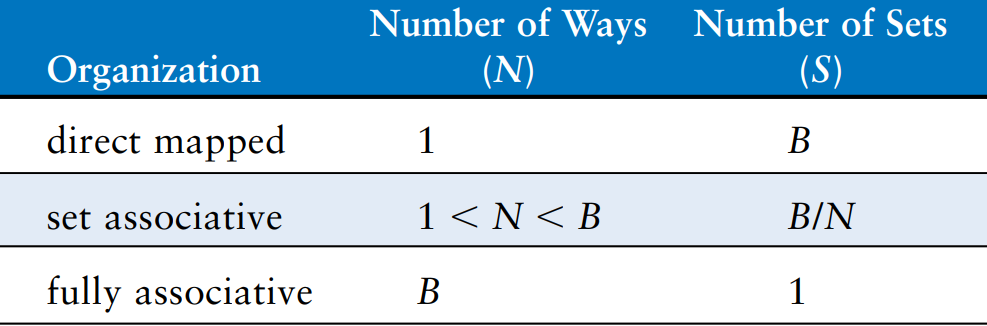 Number of Ways Number of Sets
Organization (N) (S)
direct mapped 1 B
set associative 1 < N < B B/N
fully associative B 1